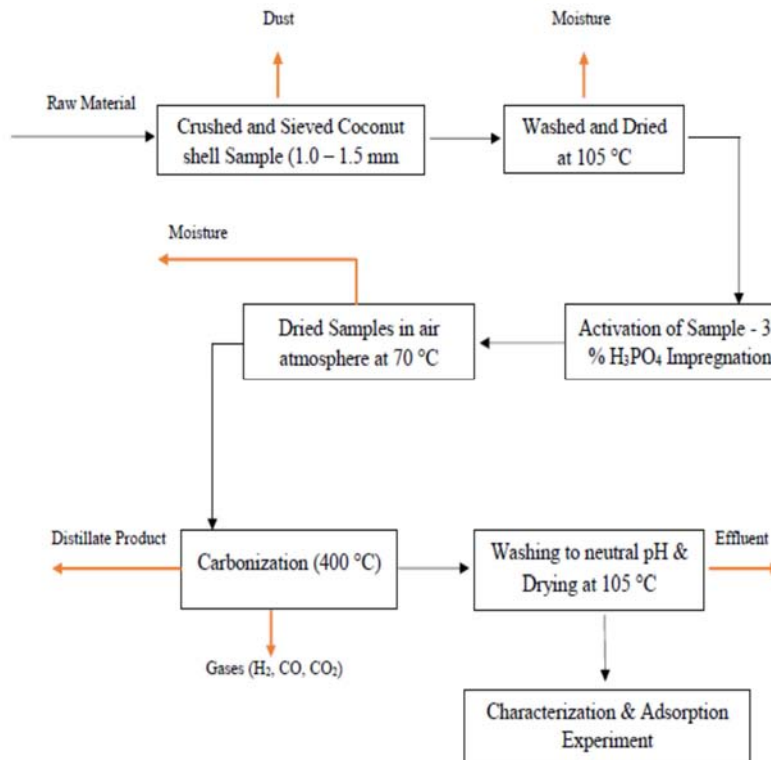 Dust
Moisture
Raw Material
Crushed and Sieved Coconut
shell Sample (1.0 – 1.5 mm
Washed and Dried
at 105 °C
Moisture
Dried Samples in air
atmosphere at 70 °C
Activation of Sample - 3
% H₃PO₄ Impregnation
Distillate Product
Carbonization (400 °C)
Washing to neutral pH &
Drying at 105 °C
Effluent
Gases (H₂, CO, CO₂)
Characterization & Adsorption
Experiment